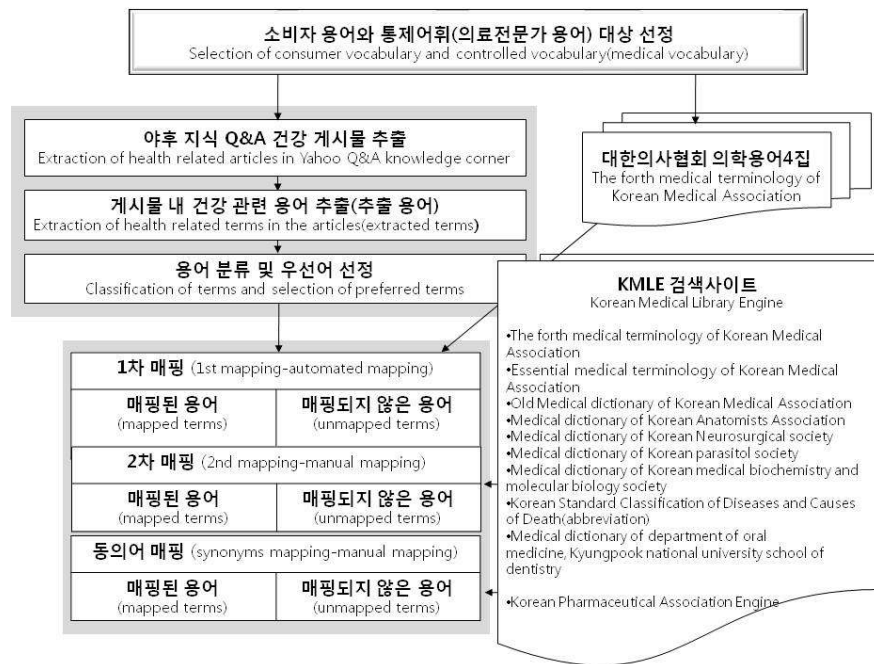 소비자 용어와 통제어휘(의료전문가 용어) 대상 선정
Selection of consumer vocabulary and controlled vocabulary(medical vocabulary)
야후 지식 Q&A 건강 게시물 추출
Extraction of health related articles in Yahoo Q&A knowledge corner
게시물 내 건강 관련 용어 추출(추출 용어)
Extraction of health related terms in the articles(extracted terms)
용어 분류 및 우선어 선정
Classification of terms and selection of preferred terms
대한의사협회 의학용어4집
The forth medical terminology of
Korean Medical Association
1차 매핑 (1st mapping-automated mapping)
매핑된 용어 매핑되지 않은 용어
(mapped terms) (unmapped terms)
2차 매핑 (2nd mapping-manual mapping)
매핑된 용어 매핑되지 않은 용어
(mapped terms) (unmapped terms)
동의어 매핑 (synonyms mapping-manual mapping)
매핑된 용어 매핑되지 않은 용어
(mapped terms) (unmapped terms)
KMLE 검색사이트
Korean Medical Library Engine
•The forth medical terminology of Korean Medical
Association
•Essential medical terminology of Korean Medical
Association
•Old Medical dictionary of Korean Medical Association
•Medical dictionary of Korean Anatomists Association
•Medical dictionary of Korean Neurosurgical society
•Medical dictionary of Korean parasitol society
•Medical dictionary of Korean medical biochemistry and
molecular biology society
•Korean Standard Classification of Diseases and Causes
of Death(abbreviation)
•Medical dictionary of department of oral
medicine, Kyungpook national university school of
dentistry
•Korean Pharmaceutical Association Engine